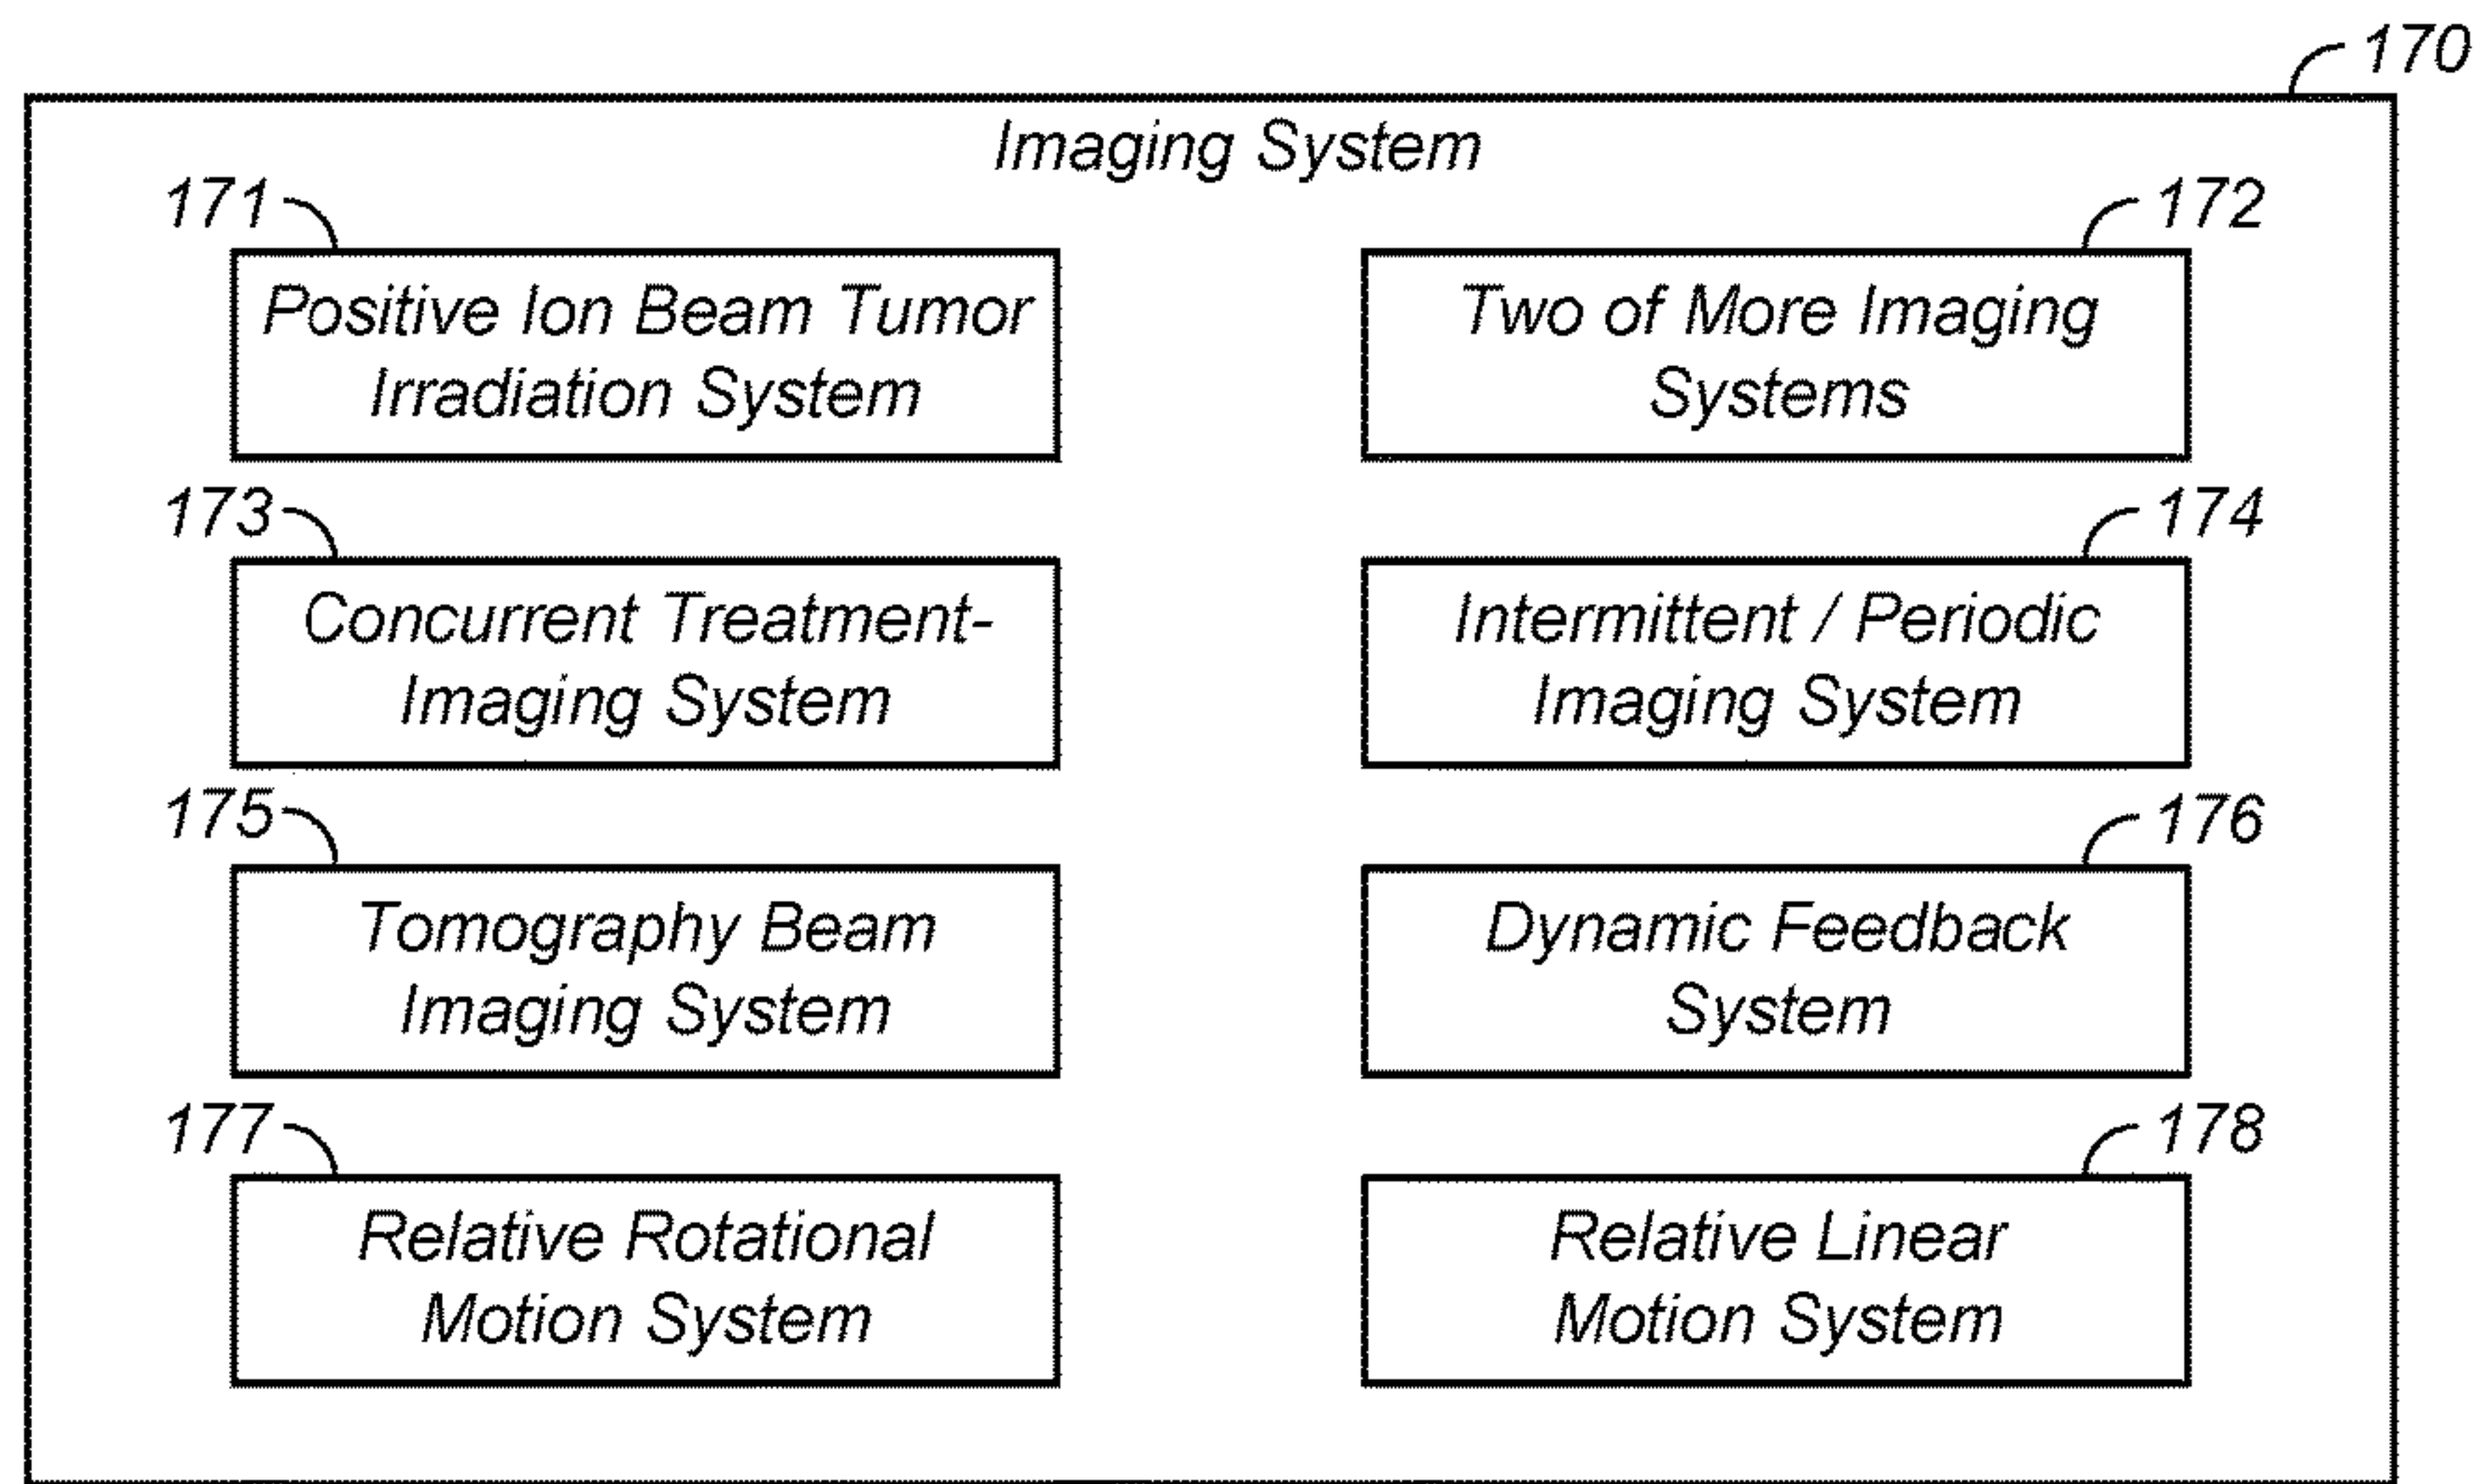 170
Imaging System
171
Positive Ion Beam Tumor
Irradiation System
172
Two of More Imaging
Systems
173
Concurrent Treatment-
Imaging System
174
Intermittent / Periodic
Imaging System
175
Tomography Beam
Imaging System
176
Dynamic Feedback
System
177
Relative Rotational
Motion System
178
Relative Linear
Motion System